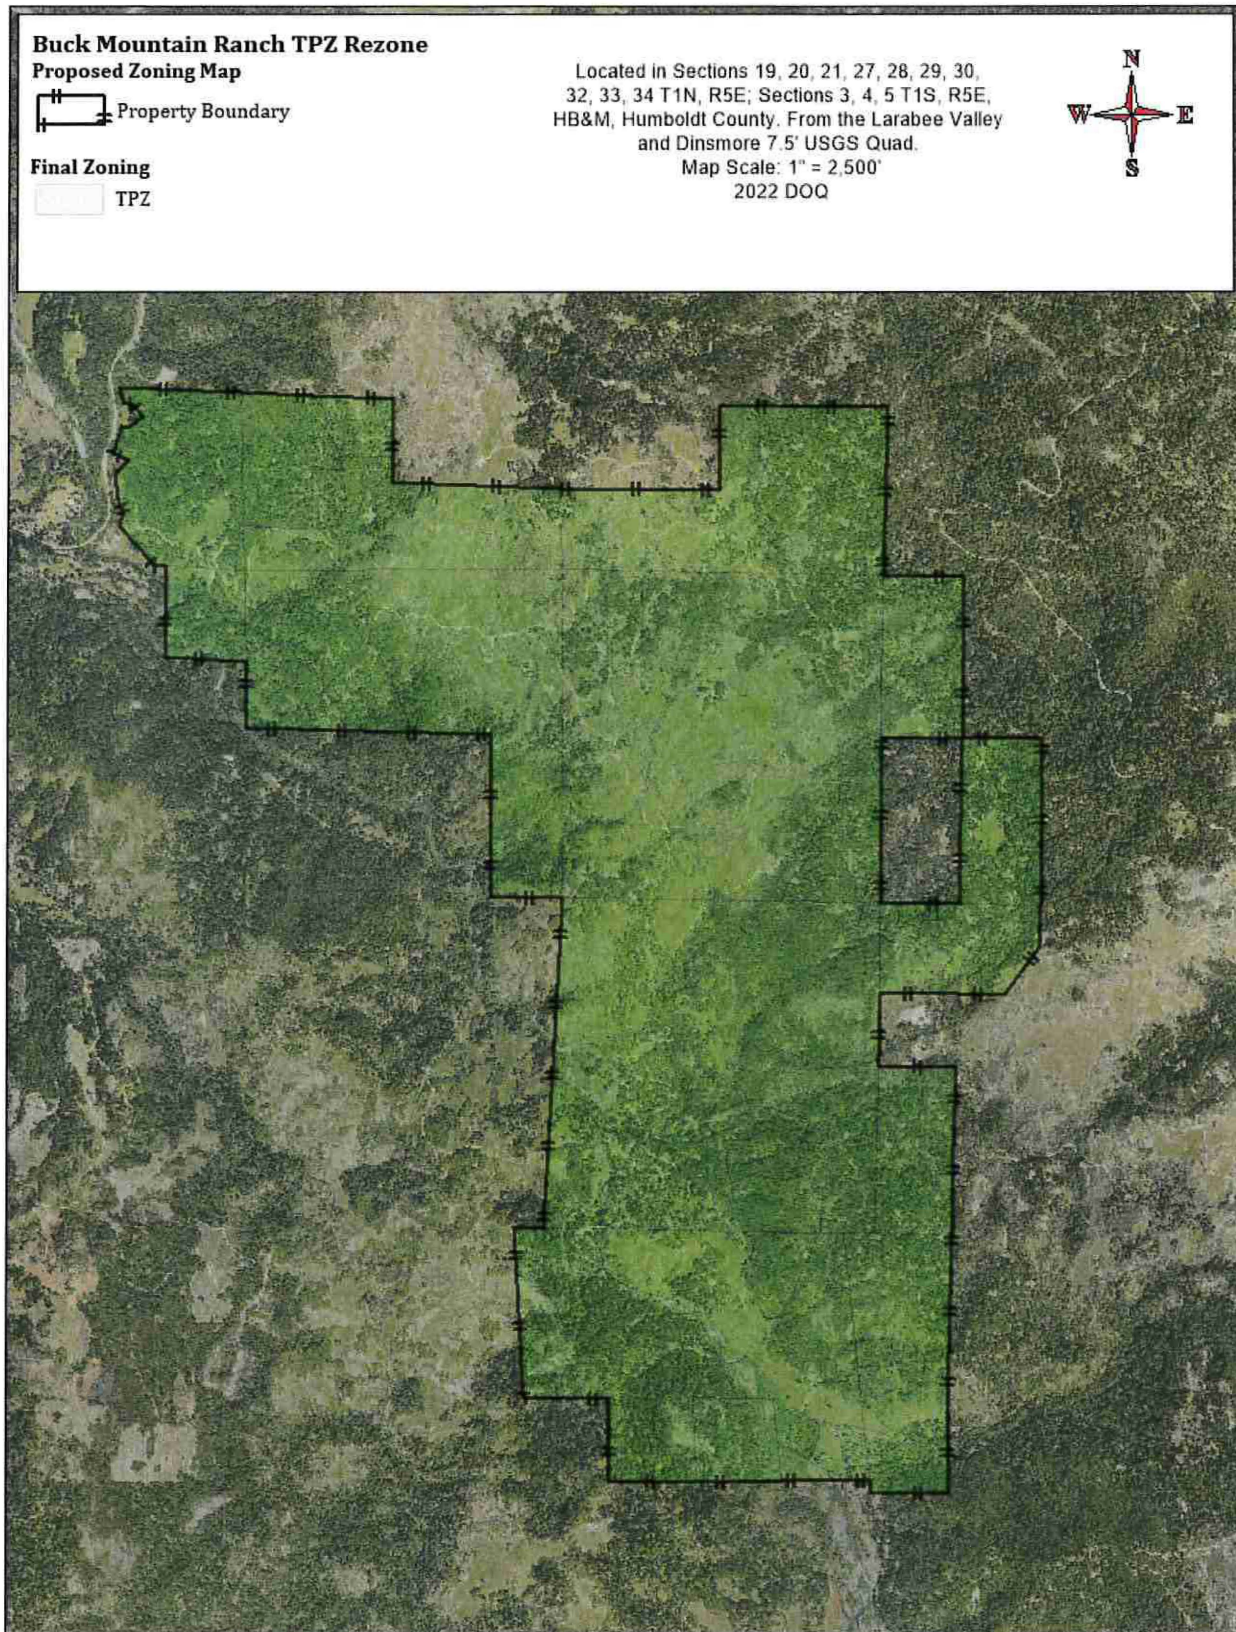 Buck Mountain Ranch TPZ Rezone
Proposed Zoning Map
Property Boundary
Final Zoning
TPZ
Located in Sections 19, 20, 21, 27, 28, 29, 30,
32, 33, 34 T1N, R5E; Sections 3, 4, 5 T1S, R5E,
HB&M, Humboldt County. From the Larabee Valley
and Dinsmore 7.5' USGS Quad.
Map Scale: 1" = 2,500'
2022 DOQ
N
W E
S